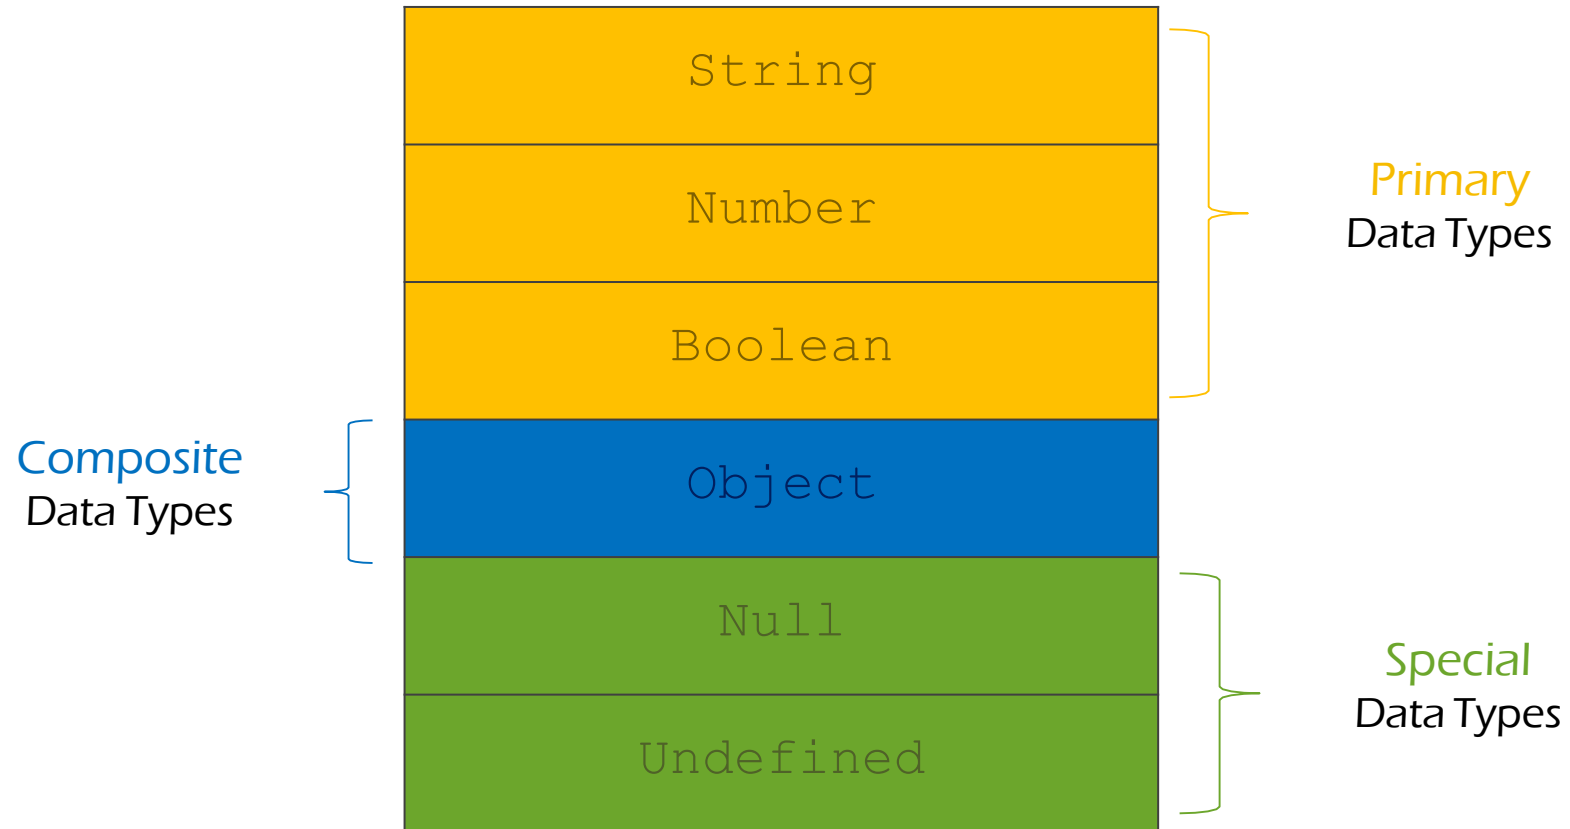 String
Number
Boolean
Object
Null
Undefined
Primary
Data Types
Composite
Data Types
Special
Data Types